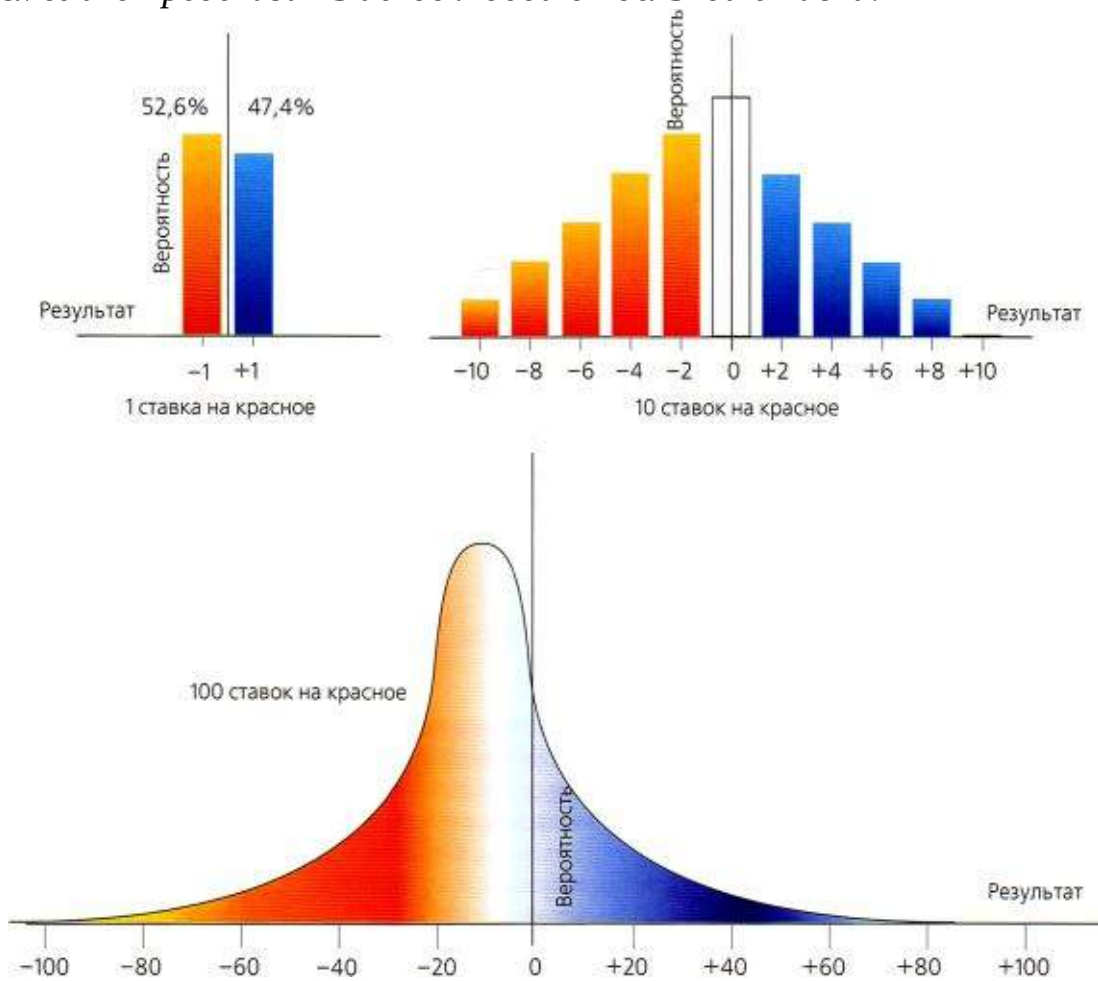 52,6% 47,4%
Вероятность
Результат
−1 +1
1 ставка на красное
Вероятность
Результат
−10 −8 −6 −4 −2 0 +2 +4 +6 +8 +10
10 ставок на красное
100 ставок на красное
Вероятность
Результат
−100 −80 −60 −40 −20 0 +20 +40 +60 +80 +100